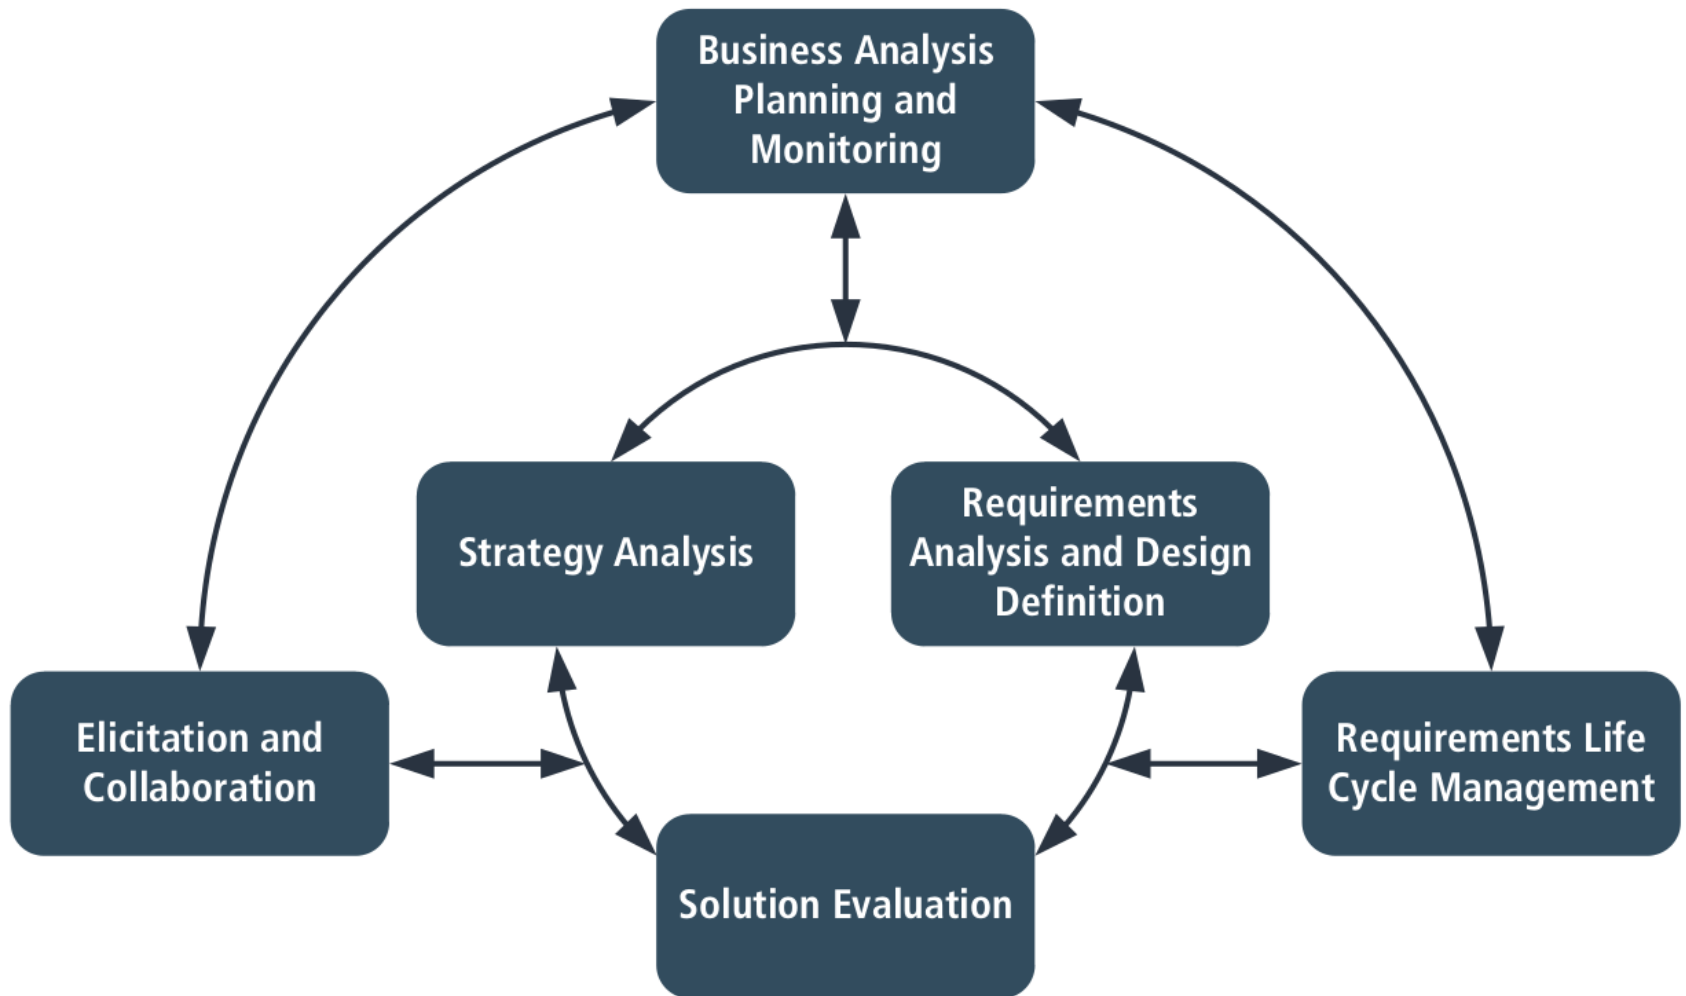 Business Analysis
Planning and
Monitoring
Strategy Analysis
Requirements
Analysis and Design
Definition
Elicitation and
Collaboration
Requirements Life
Cycle Management
Solution Evaluation